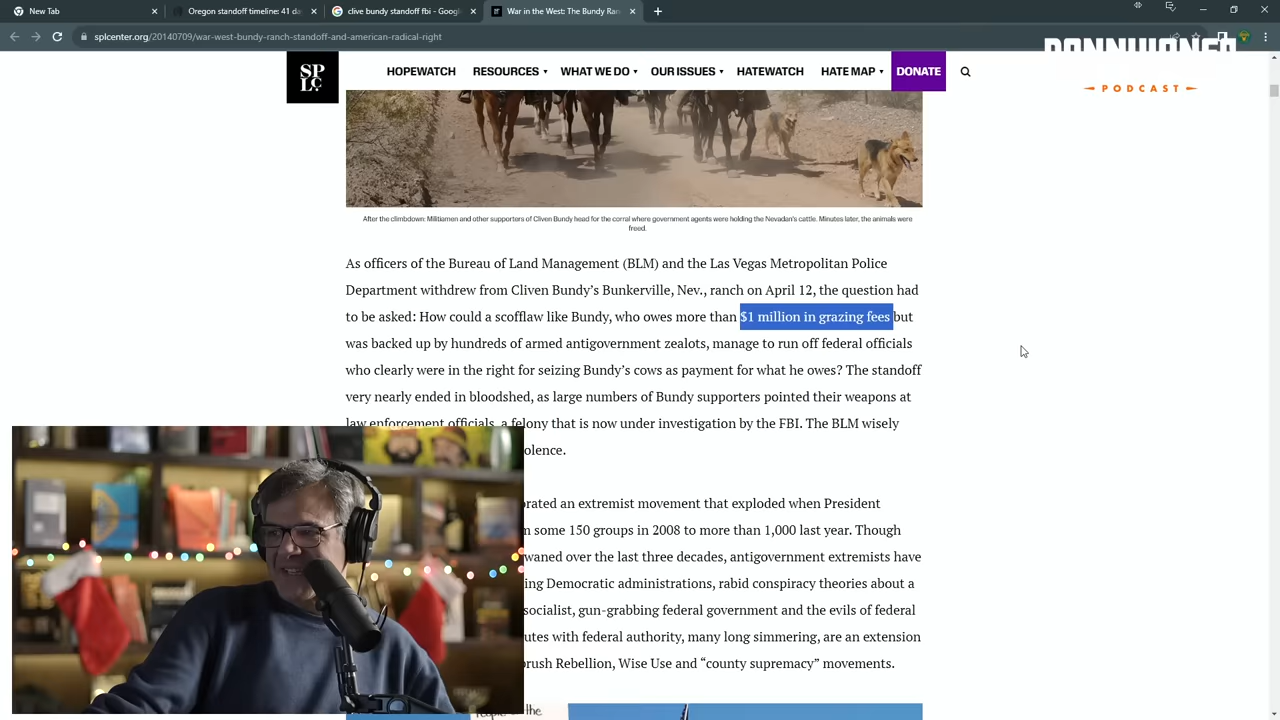 New Tab
Oregon standoff timeline: 41 da
Cliven bundy fbi - Google
War in the West: The Bundy Ran
splcenter.org/20140709/war-west-bundy-ranch-standoff-and-american-radical-right
SP
LC
HOPEWATCH RESOURCES WHAT WE DO OUR ISSUES HATEWATCH HATE MAP DONATE
PODCAST
After the climbdown: Militiamen and other supporters of Cliven Bundy head for the corral where government agents were holding the Nevadan's cattle. Minutes later, the animals were
freed.
As officers of the Bureau of Land Management (BLM) and the Las Vegas Metropolitan Police
Department withdrew from Cliven Bundy's Bunkerville, Nev., ranch on April 12, the question had
to be asked: How could a scofflaw like Bundy, who owes more than $1 million in grazing fees but
was backed up by hundreds of armed antigovernment zealots, manage to run off federal officials
who clearly were in the right for seizing Bundy's cows as payment for what he owes? The standoff
very nearly ended in bloodshed, as large numbers of Bundy supporters pointed their weapons at
law enforcement officials, a felony that is now under investigation by the FBI. The BLM wisely
olence.
orated an extremist movement that exploded when President
some 150 groups in 2008 to more than 1,000 last year. Though
waned over the last three decades, antigovernment extremists have
ing Democratic administrations, rabid conspiracy theories about a
socialist, gun-grabbing federal government and the evils of federal
utes with federal authority, many long simmering, are an extension
brush Rebellion, Wise Use and “county supremacy” movements.
the